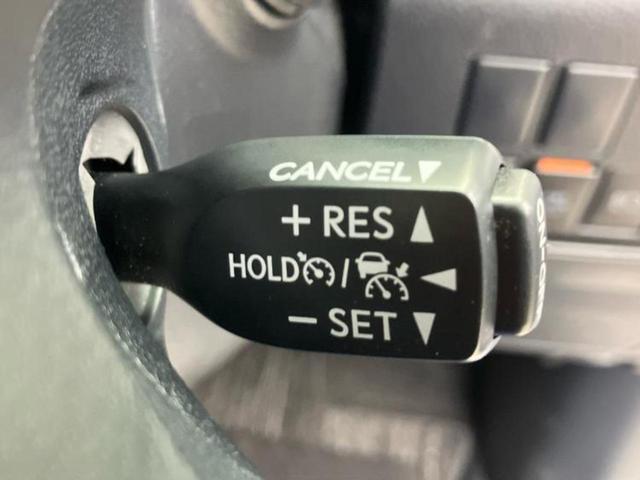 CANCEL▼
+ RES ▲
HOLD / ◀
− SET ▼